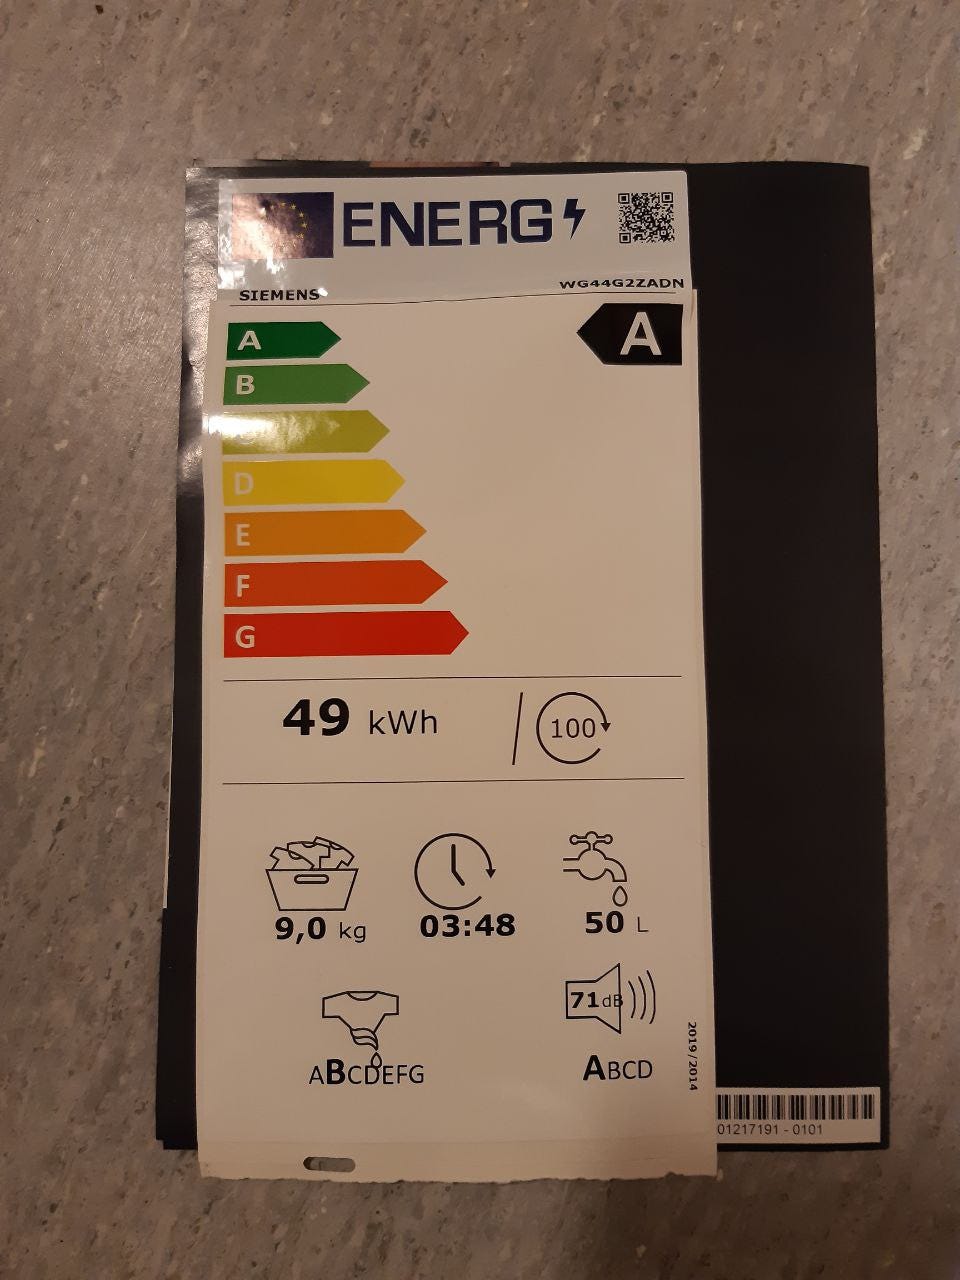 ENERG
SIEMENS
WG44G2ZADN
A
A
B
D
E
F
G
49 kWh
100
9,0 kg
03:48
50 L
71dB
ABCDEFG
ABCD
2019/2014
01217191 - 0101